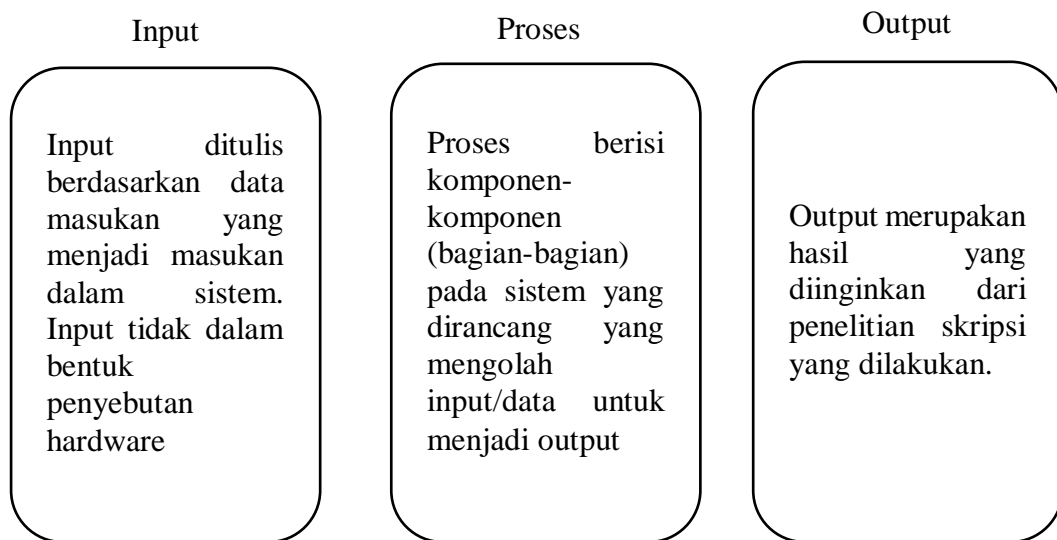 Input
Input ditulis
berdasarkan data
masukan yang
menjadi masukan
dalam sistem.
Input tidak dalam
bentuk
penyebutan
hardware
Proses
Proses berisi
komponen-
komponen
(bagian-bagian)
pada sistem yang
dirancang yang
mengolah
input/data untuk
menjadi output
Output
Output merupakan
hasil yang
diinginkan dari
penelitian skripsi
yang dilakukan.